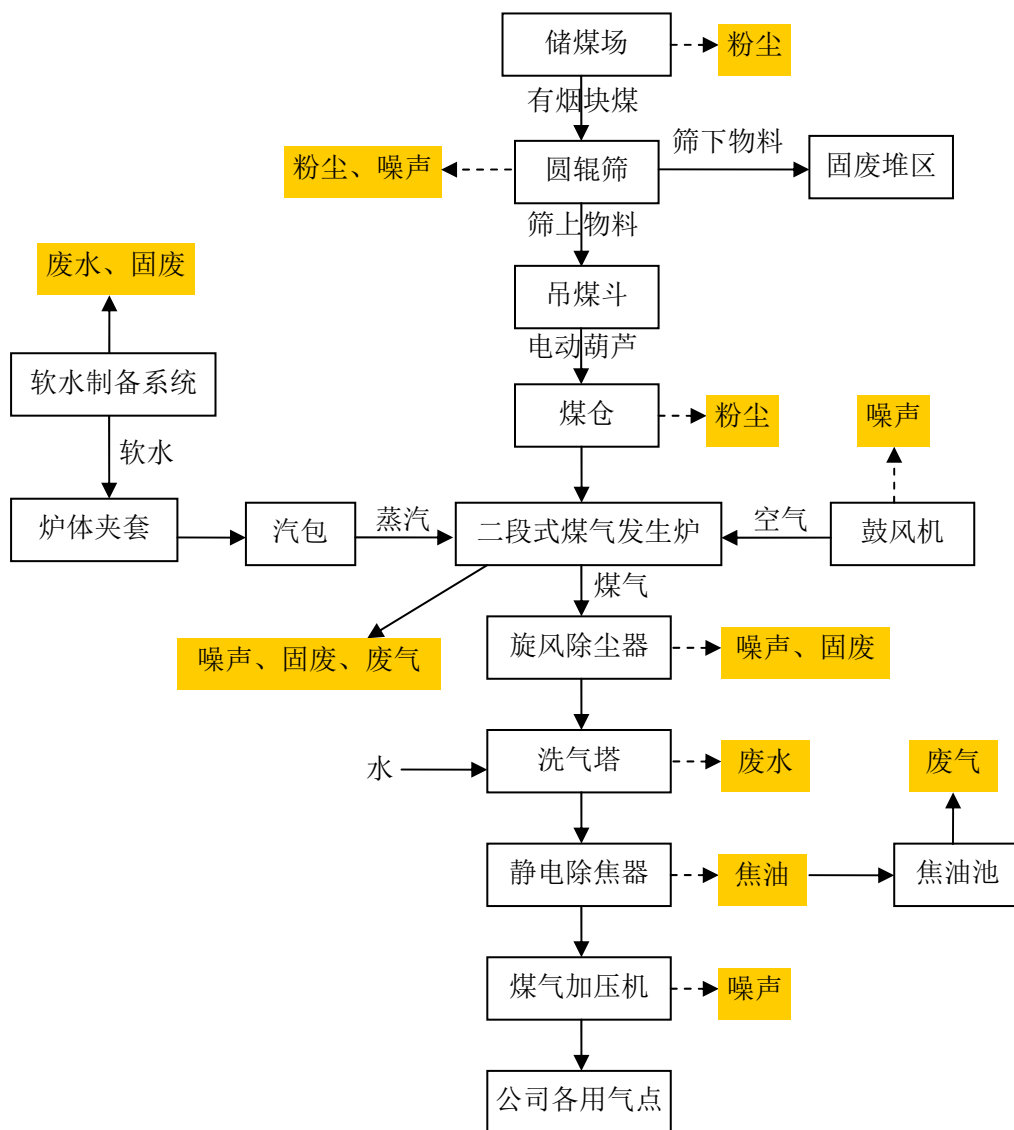 储煤场
粉尘
有烟块煤
筛下物料
粉尘、噪声
圆辊筛
固废堆区
筛上物料
废水、固废
吊煤斗
电动葫芦
软水制备系统
煤仓
粉尘
噪声
软水
炉体夹套
汽包
蒸汽
二段式煤气发生炉
空气
鼓风机
煤气
噪声、固废、废气
旋风除尘器
噪声、固废
水
洗气塔
废水
废气
静电除焦器
焦油
焦油池
煤气加压机
噪声
公司各用气点